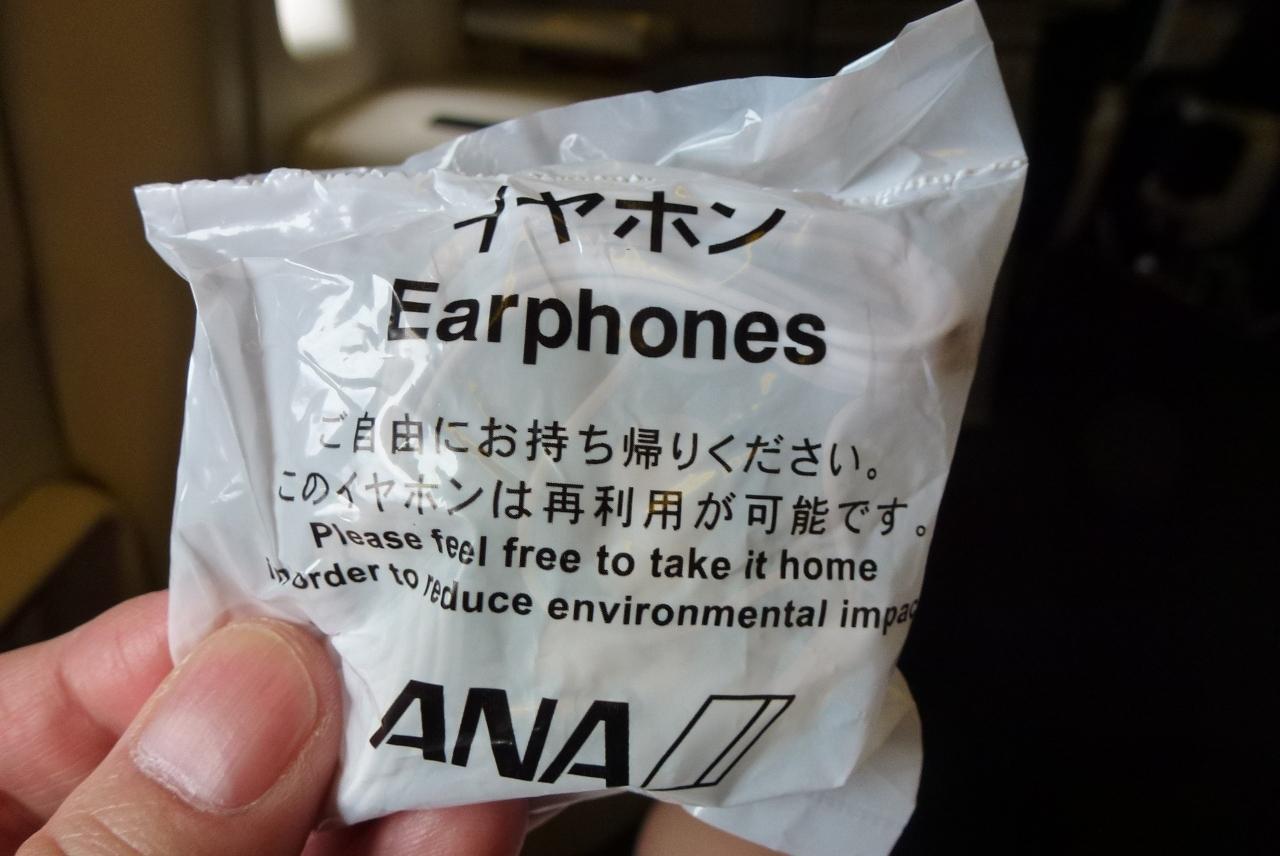 イヤホン
Earphones
ご自由にお持ち帰りください。
このイヤホンは再利用が可能です。
Please feel free to take it home
in order to reduce environmental impac
ANA